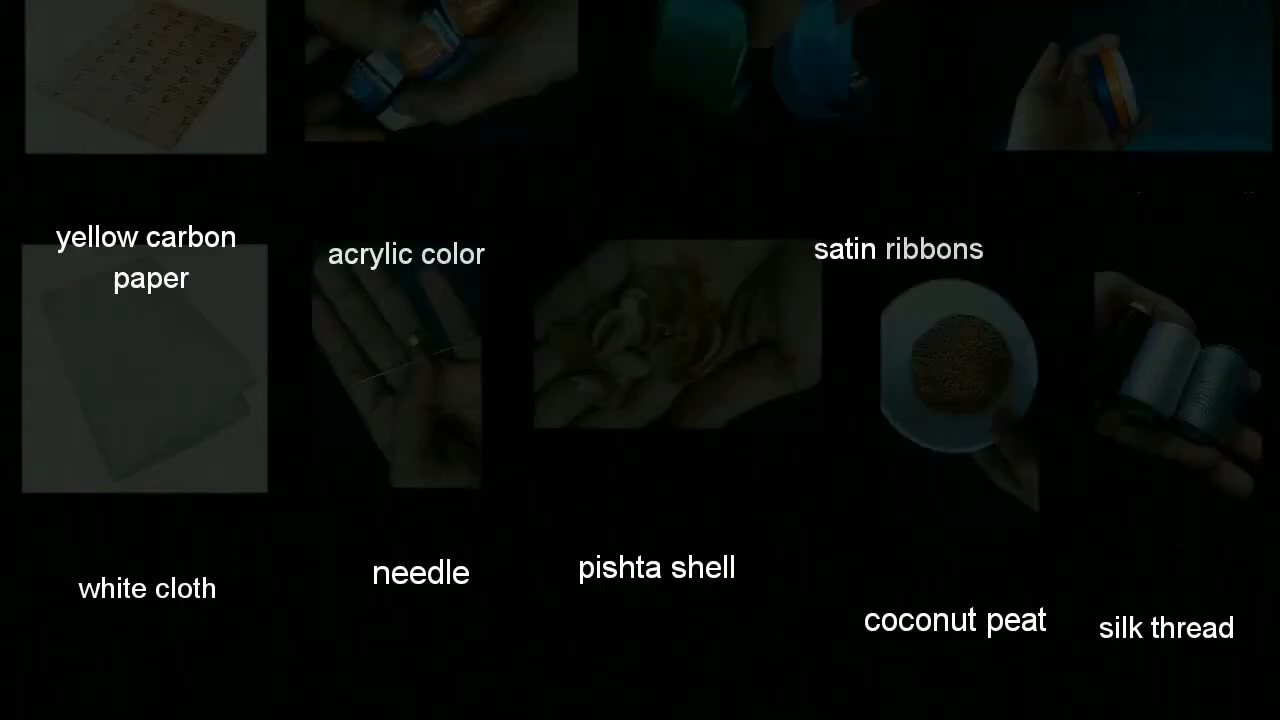 yellow carbon
paper
acrylic color
satin ribbons
white cloth
needle
pishta shell
coconut peat
silk thread